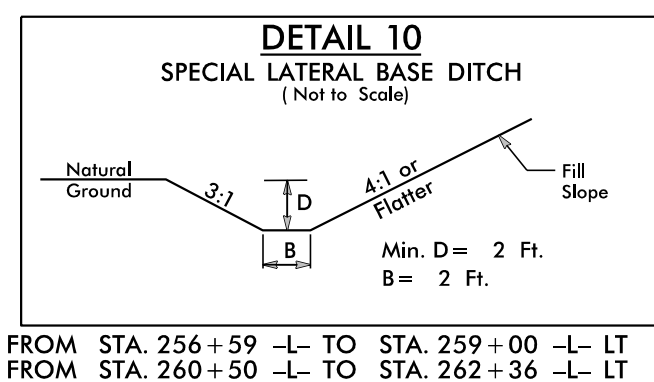 DETAIL 10
SPECIAL LATERAL BASE DITCH
( Not to Scale)
Natural
Ground
3:1
D
4:1 or
Flatter
Fill
Slope
B
Min. D= 2 Ft.
B= 2 Ft.
FROM STA. 256+59 -L- TO STA. 259+00 -L- LT
FROM STA. 260+50 -L- TO STA. 262+36 -L- LT